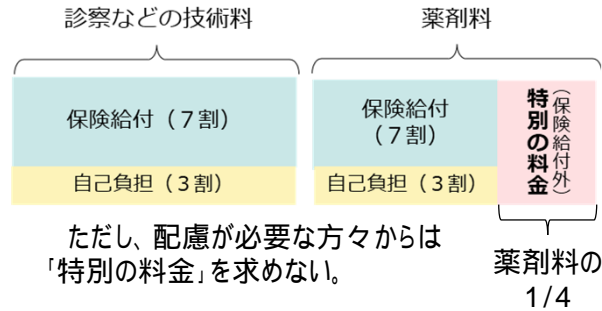 診察などの技術料
薬剤料
保険給付（７割）
自己負担（３割）
保険給付
（７割）
自己負担（３割）
特別の料金
（保険給付外）
ただし、配慮が必要な方々からは
「特別の料金」を求めない。
薬剤料の
1/4